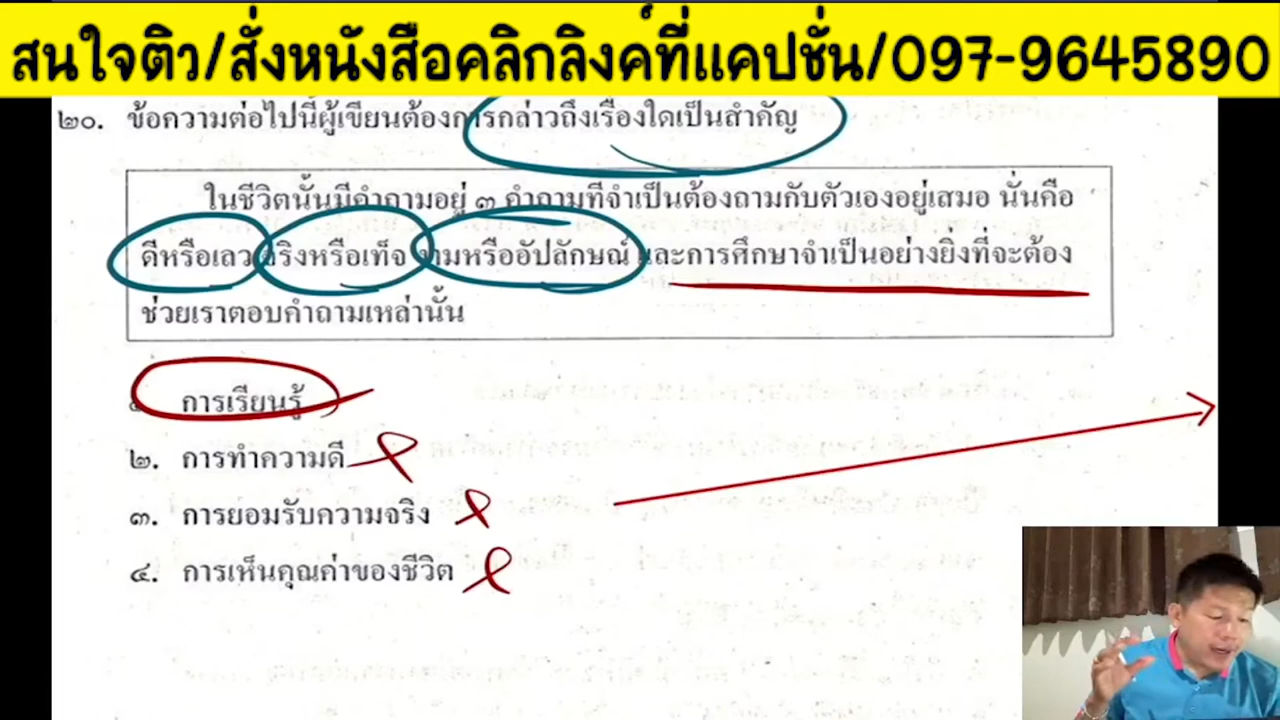 สนใจติว/สั่งหนังสือคลิกลิงค์ที่แคปชั่น/097-9645890
๒๐. ข้อความต่อไปนี้ผู้เขียนต้องการกล่าวถึงเรื่องใดเป็นสำคัญ
ในชีวิตนั้นมีคำถามอยู่ ๓ คำถามที่จำเป็นต้องถามกับตัวเองอยู่เสมอ นั่นคือ
ดีหรือเลว จริงหรือเท็จ งามหรืออัปลักษณ์ และการศึกษาจำเป็นอย่างยิ่งที่จะต้อง
ช่วยเราตอบคำถามเหล่านั้น
การเรียนรู้
๒. การทำความดี
๓. การยอมรับความจริง
๔. การเห็นคุณค่าของชีวิต